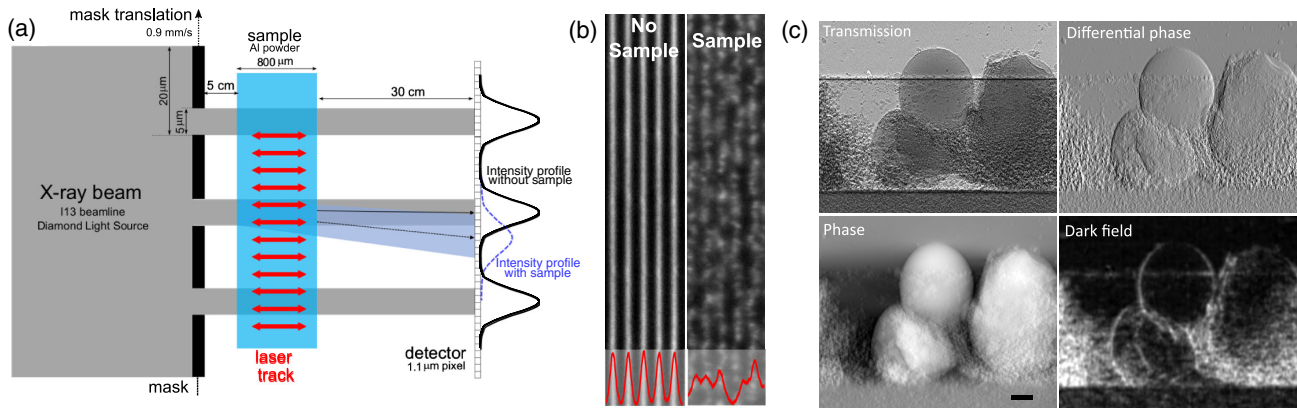 (a)
mask translation
0.9 mm/s
sample
Al powder
800 μm
5 cm
30 cm
20μm
5μm
X-ray beam
I13 beamline
Diamond Light Source
Intensity profile
without sample
Intensity profile
with sample
laser
track
detector
1.1μm pixel
mask
(b)
No
Sample
Sample
(c)
Transmission
Differential phase
Phase
Dark field